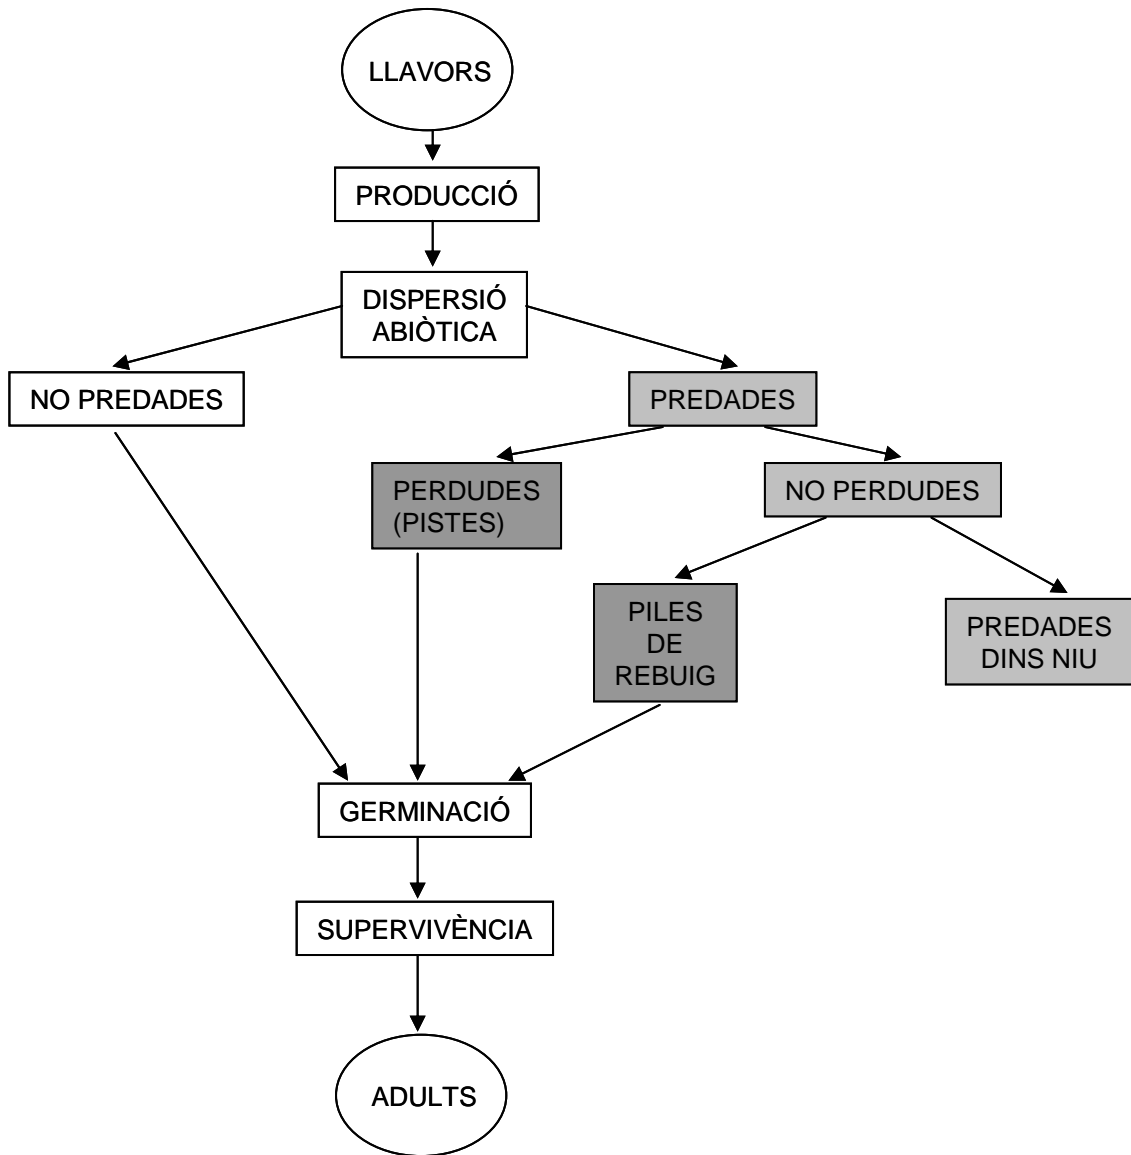 LLAVORS
PRODUCCIÓ
DISPERSIÓ
ABIÒTICA
NO PREDADES
PREDADES
PERDUDES
(PISTES)
NO PERDUDES
PILES
DE
REBUIG
PREDADES
DINS NIU
GERMINACIÓ
SUPERVIVÈNCIA
ADULTS